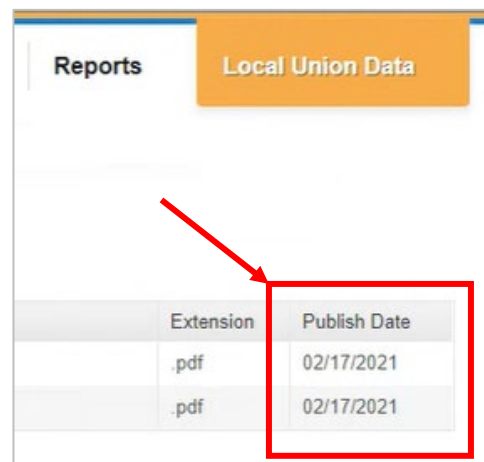 Reports Local Union Data
Extension Publish Date
.pdf 02/17/2021
.pdf 02/17/2021